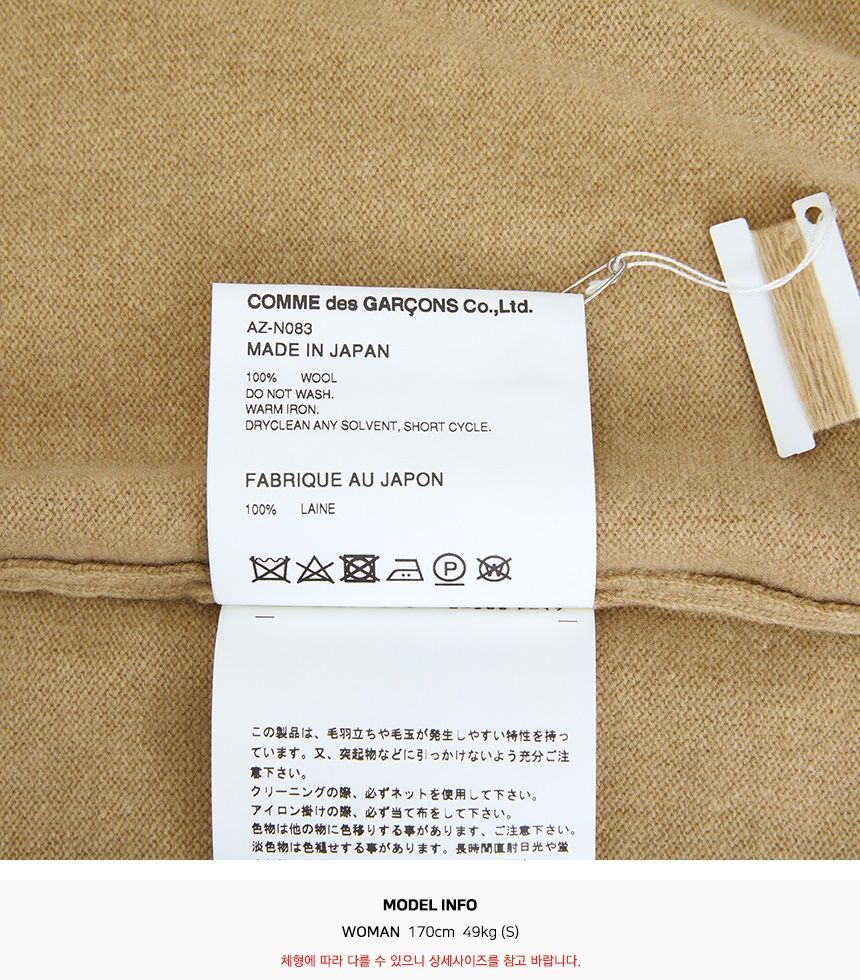 COMME des GARÇONS Co.,Ltd.
AZ-N083
MADE IN JAPAN
100% WOOL
DO NOT WASH.
WARM IRON.
DRYCLEAN ANY SOLVENT, SHORT CYCLE.
FABRIQUE AU JAPON
100% LAINE
P
W
この製品は、毛羽立ちや毛玉が発生しやすい特性を持っ
ています。又、突起物などに引っかけないよう充分ご注
意下さい。
クリーニングの際、必ずネットを使用して下さい。
アイロン掛けの際、必ず当て布をして下さい。
色物は他の物に色移りする事があります、ご注意下さい。
淡色物は色褪せする事があります。長時間直射日光や蛍
MODEL INFO
WOMAN 170cm 49kg (S)
체형에 따라 다를 수 있으니 상세사이즈를 참고 바랍니다.